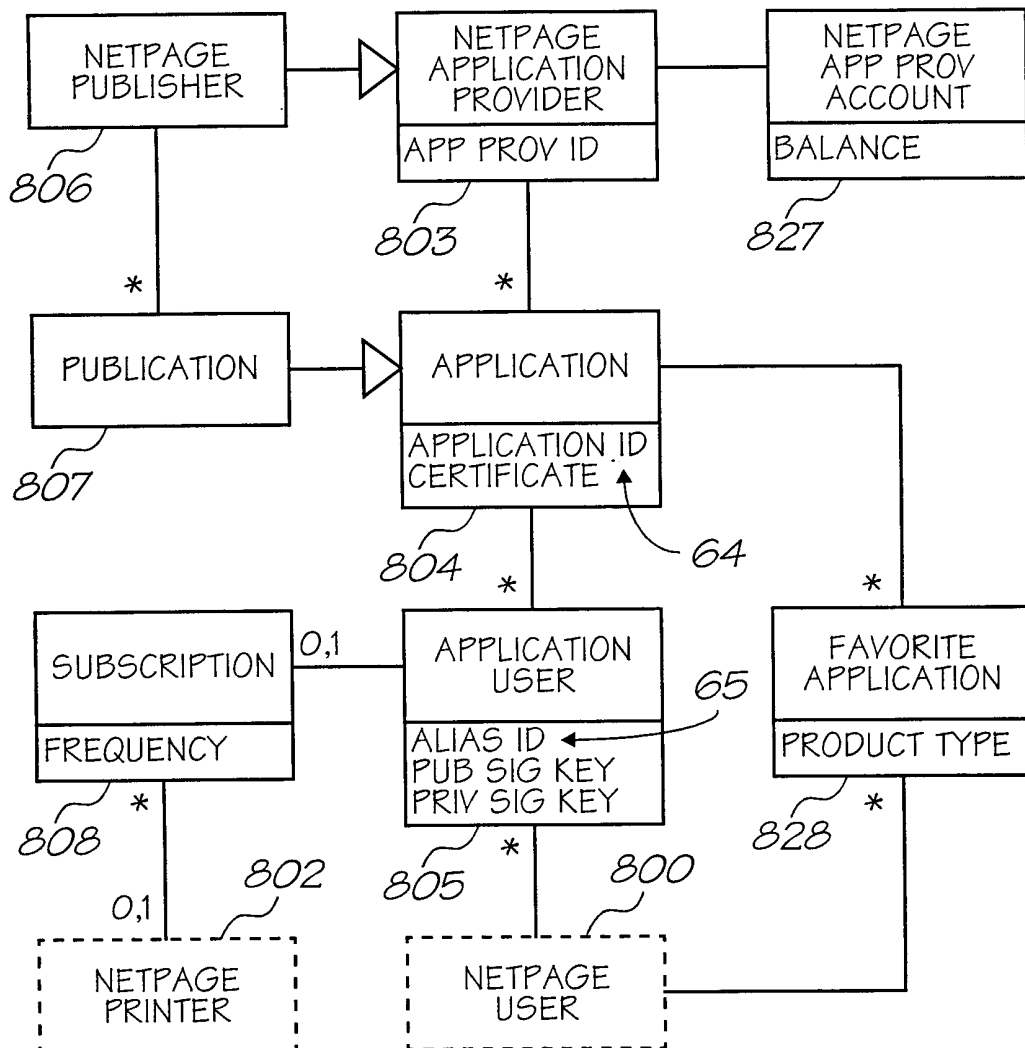 NETPAGE
PUBLISHER
NETPAGE
APPLICATION
PROVIDER
APP PROV ID
NETPAGE
APP PROV
ACCOUNT
BALANCE
806
803
827
*
*
PUBLICATION
APPLICATION
APPLICATION ID
CERTIFICATE
807
804
64
*
*
SUBSCRIPTION
FREQUENCY
0,1
APPLICATION
USER
ALIAS ID
PUB SIG KEY
PRIV SIG KEY
65
FAVORITE
APPLICATION
PRODUCT TYPE
808
*
805
*
828
*
802
800
0,1
NETPAGE
PRINTER
NETPAGE
USER